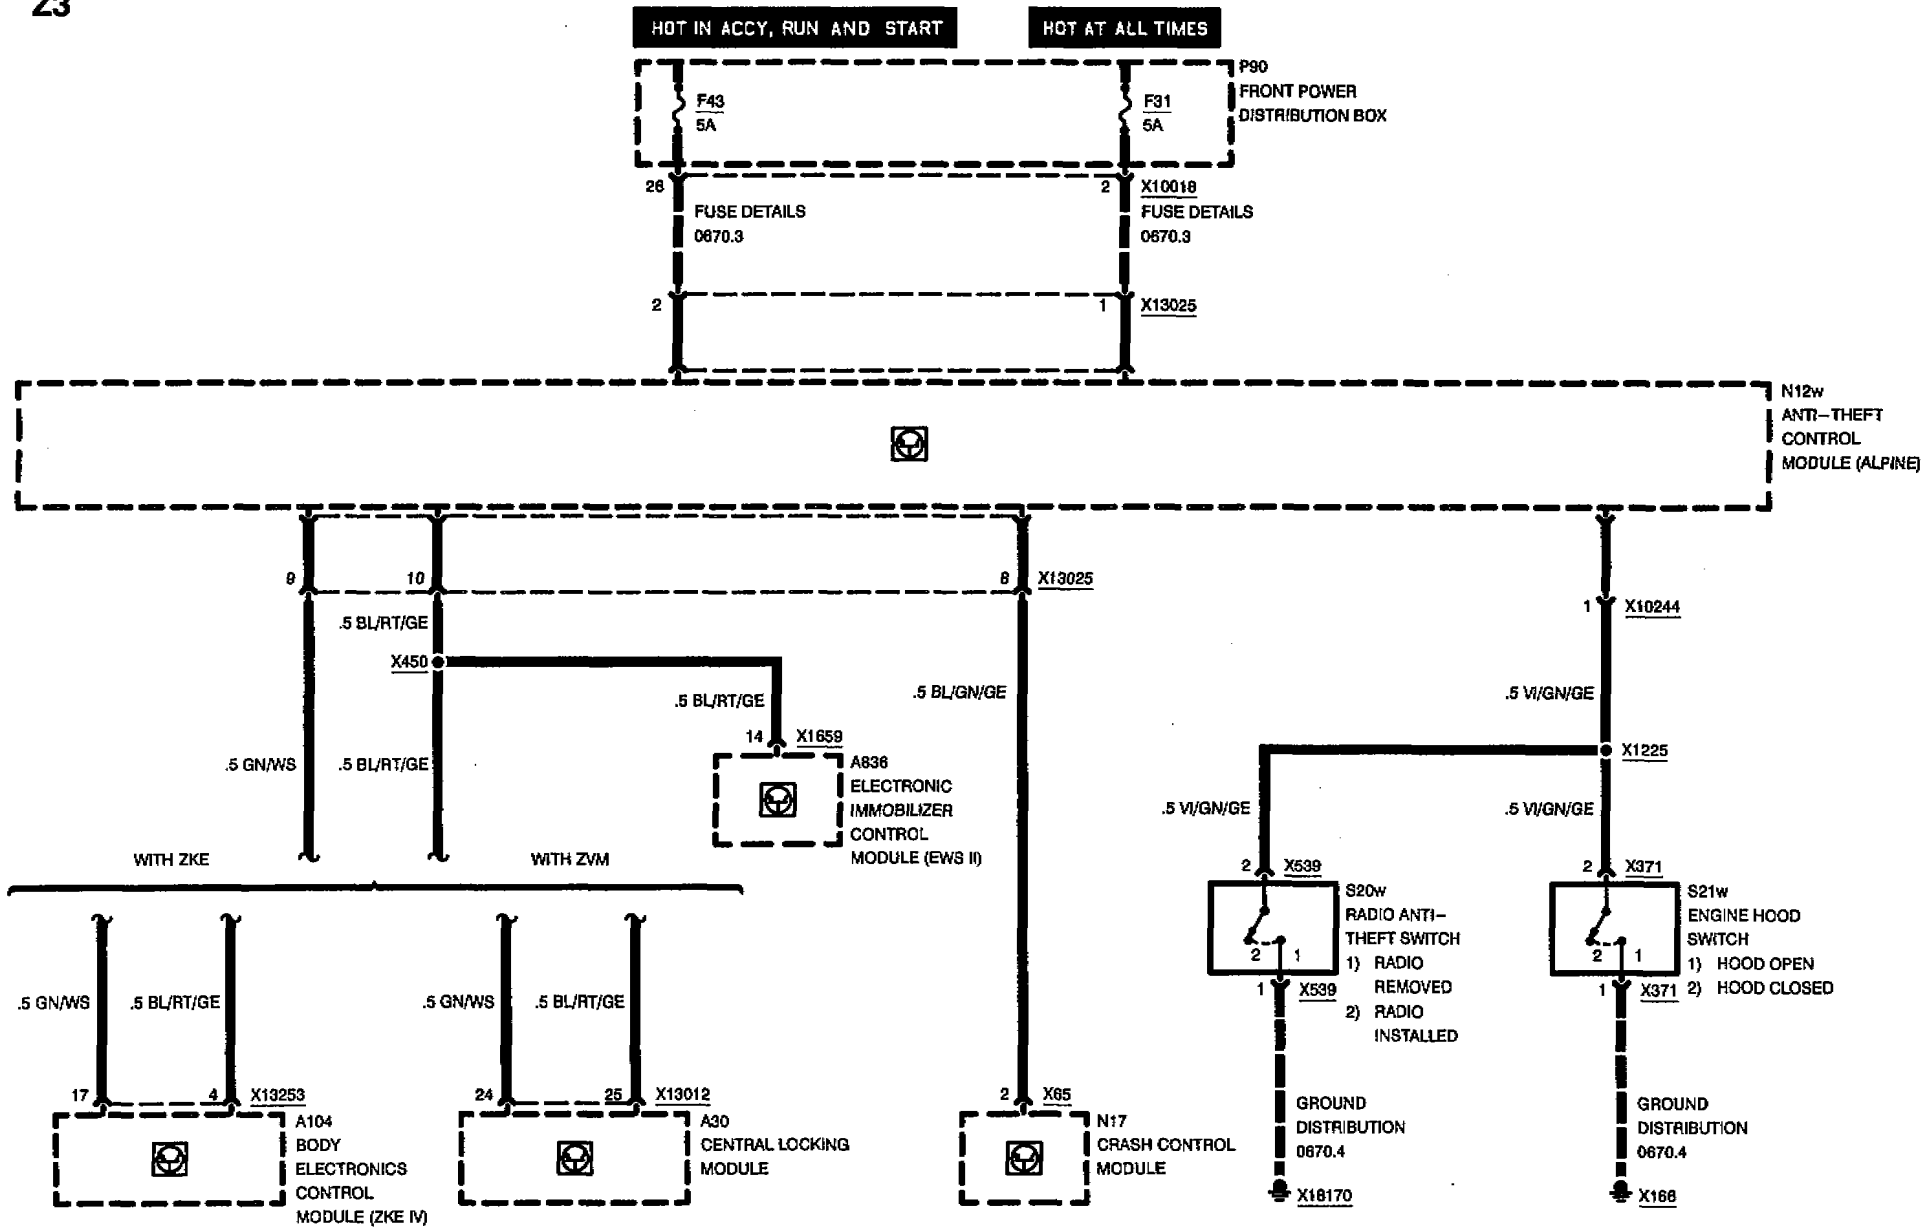 Z3
HOT IN ACCY, RUN AND START
HOT AT ALL TIMES
P90
FRONT POWER
DISTRIBUTION BOX
F43
5A
F31
5A
26
2
X10018
FUSE DETAILS
0670.3
FUSE DETAILS
0670.3
2
1
X13025
N12w
ANTI-THEFT
CONTROL
MODULE (ALPINE)
9
10
8
X13025
1
X10244
.5 BL/RT/GE
X450
.5 BL/RT/GE
.5 BL/GN/GE
.5 VI/GN/GE
14
X1659
X1225
.5 GN/WS
.5 BL/RT/GE
A836
ELECTRONIC
IMMOBILIZER
CONTROL
MODULE (EWS II)
.5 VI/GN/GE
.5 VI/GN/GE
WITH ZKE
WITH ZVM
2
X539
2
X371
S20w
RADIO ANTI-
THEFT SWITCH
1) RADIO
REMOVED
2) RADIO
INSTALLED
2
1
S21w
ENGINE HOOD
SWITCH
1) HOOD OPEN
2) HOOD CLOSED
2
1
1
X539
1
X371
.5 GN/WS
.5 BL/RT/GE
.5 GN/WS
.5 BL/RT/GE
17
4
X13253
24
25
X13012
2
X65
A104
BODY
ELECTRONICS
CONTROL
MODULE (ZKE IV)
A30
CENTRAL LOCKING
MODULE
N17
CRASH CONTROL
MODULE
GROUND
DISTRIBUTION
0670.4
GROUND
DISTRIBUTION
0670.4
X18170
X166